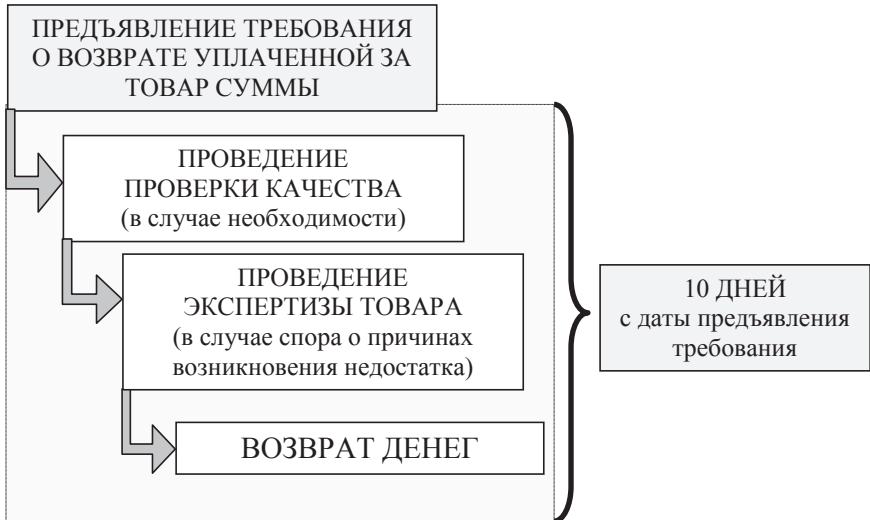 ПРЕДЪЯВЛЕНИЕ ТРЕБОВАНИЯ
О ВОЗВРАТЕ УПЛАЧЕННОЙ ЗА
ТОВАР СУММЫ
ПРОВЕДЕНИЕ
ПРОВЕРКИ КАЧЕСТВА
(в случае необходимости)
ПРОВЕДЕНИЕ
ЭКСПЕРТИЗЫ ТОВАРА
(в случае спора о причинах
возникновения недостатка)
ВОЗВРАТ ДЕНЕГ
10 ДНЕЙ
с даты предъявления
требования